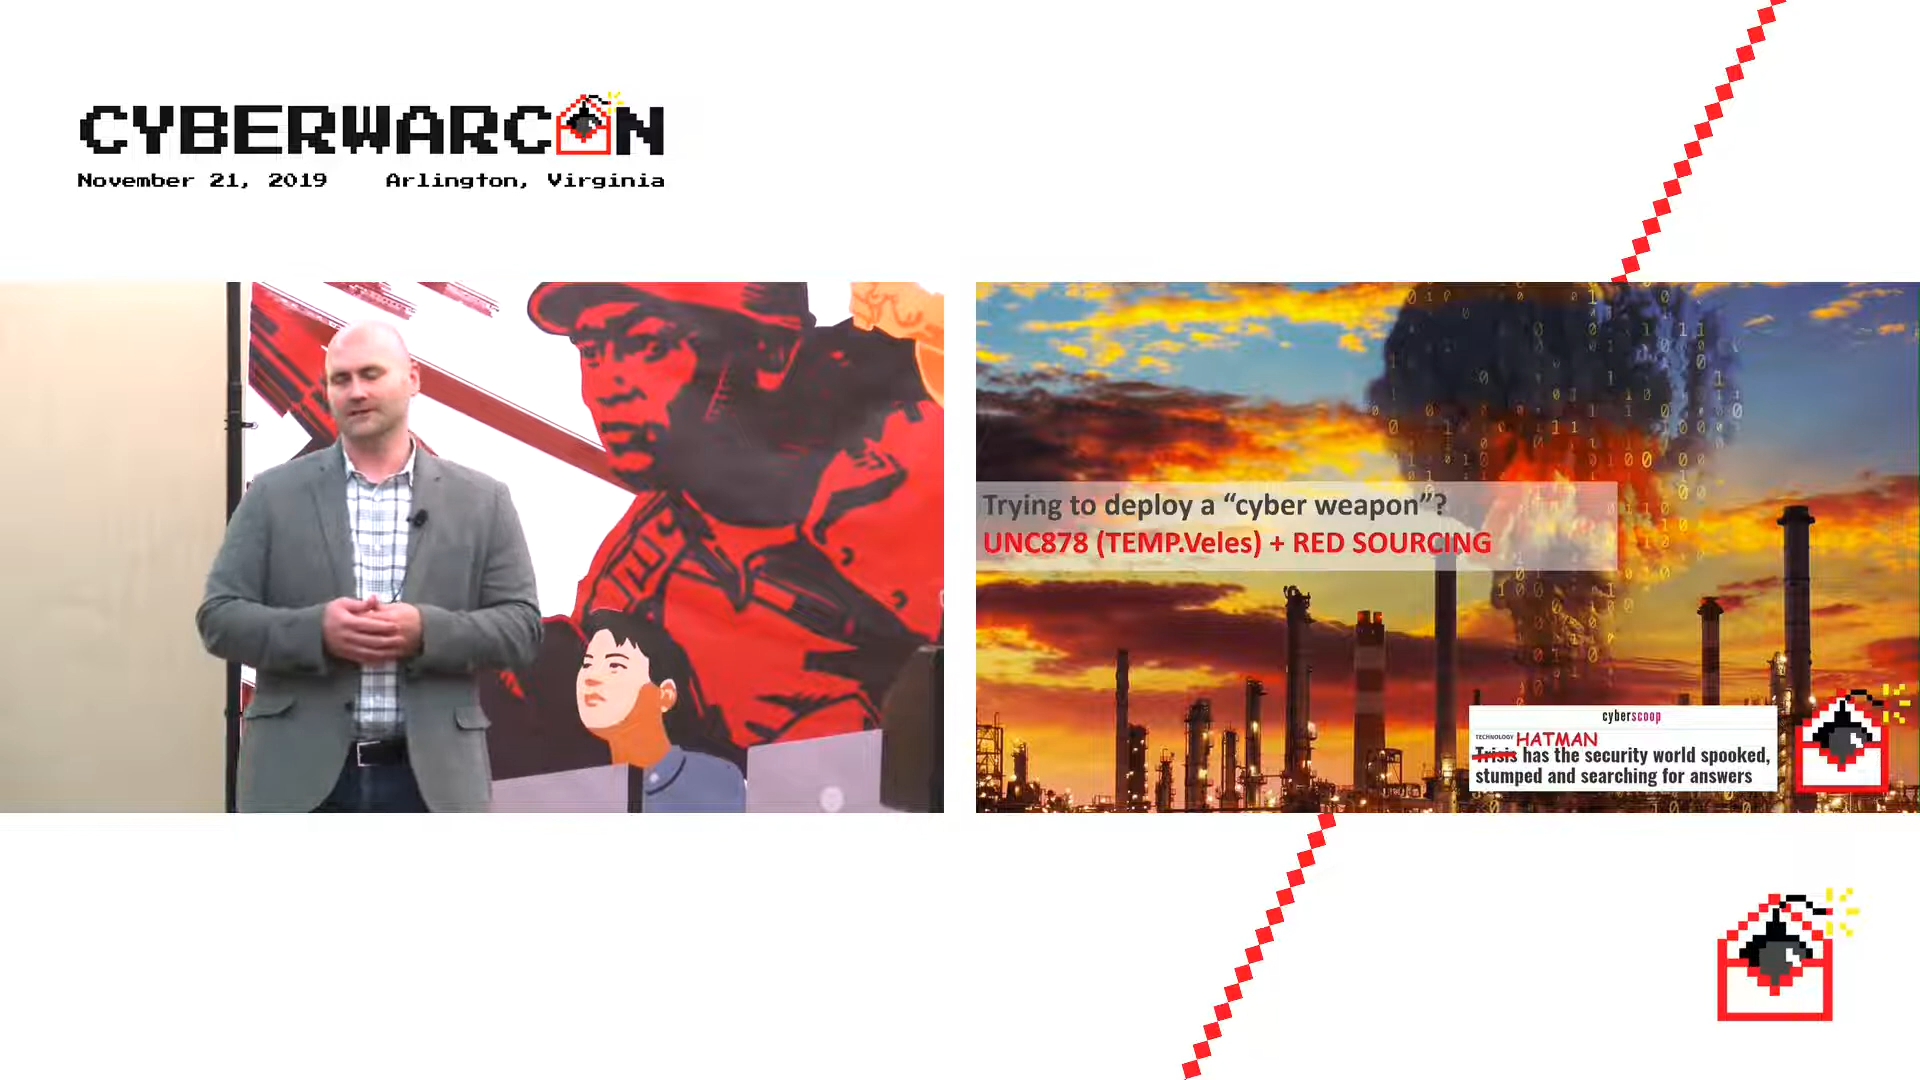 CYBERWARCON
November 21, 2019 Arlington, Virginia
Trying to deploy a “cyber weapon”?
UNC878 (TEMP.Veles) + RED SOURCING
cyberscoop
TECHNOLOGY HATMAN
Trisis has the security world spooked,
stumped and searching for answers